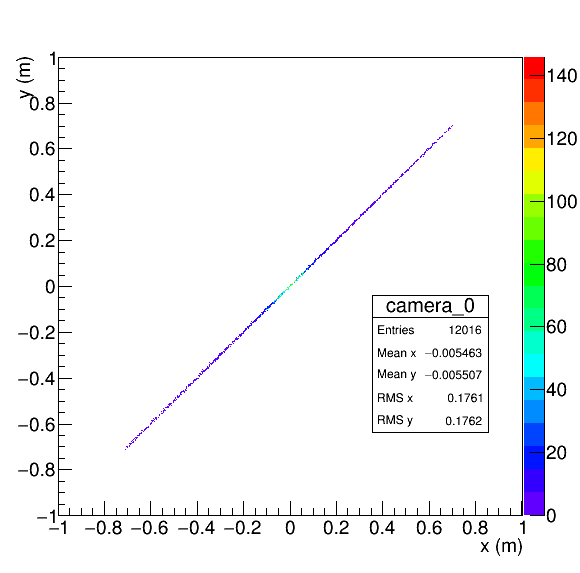 y (m)
1
0.8
0.6
0.4
0.2
0
−0.2
−0.4
−0.6
−0.8
−1
−1 −0.8 −0.6 −0.4 −0.2 0 0.2 0.4 0.6 0.8 1
x (m)
camera_0
Entries 12016
Mean x −0.005463
Mean y −0.005507
RMS x 0.1761
RMS y 0.1762
140
120
100
80
60
40
20
0